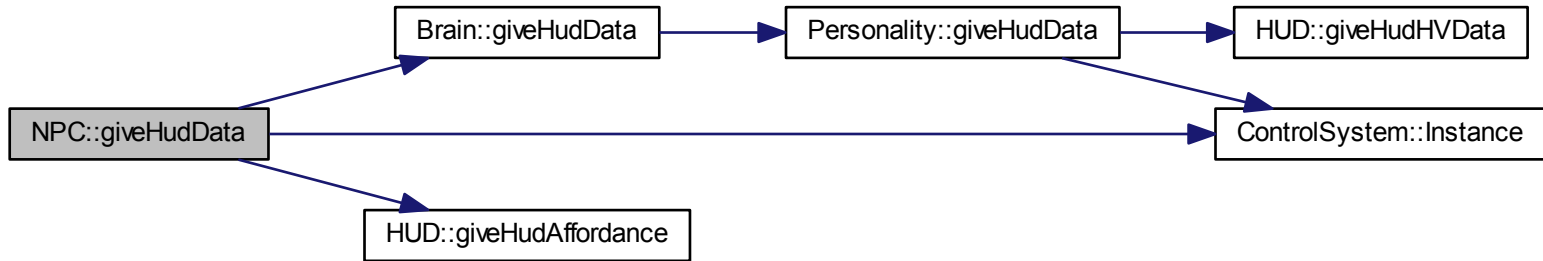 Brain::giveHudData
Personality::giveHudData
HUD::giveHudHVData
NPC::giveHudData
ControlSystem::Instance
HUD::giveHudAffordance